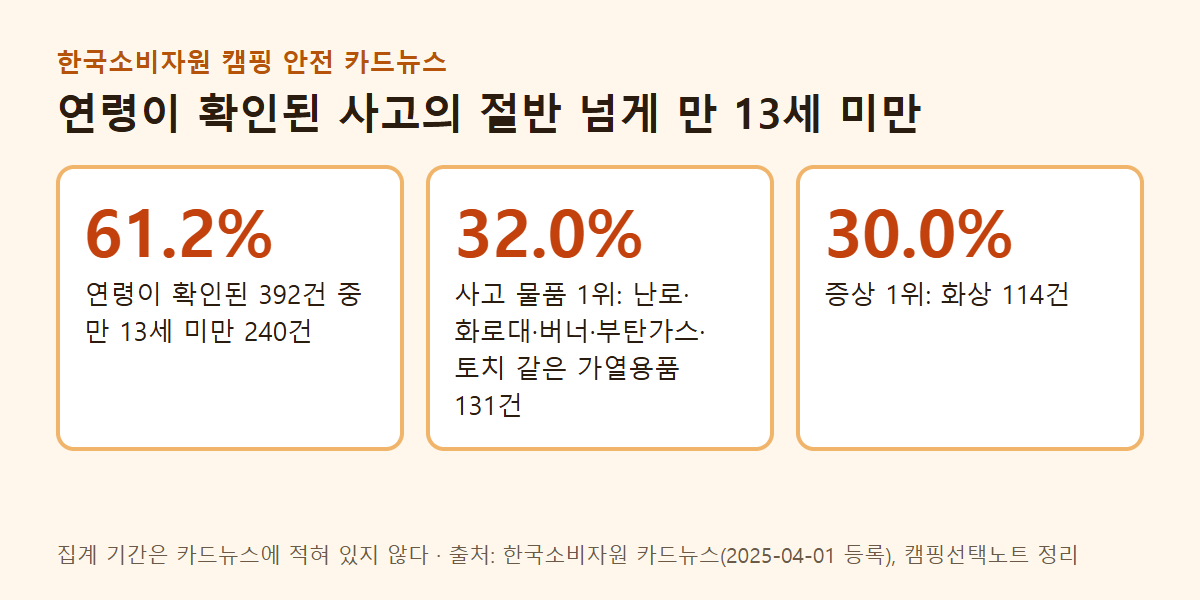 한국소비자원 캠핑 안전 카드뉴스
연령이 확인된 사고의 절반 넘게 만 13세 미만
61.2%
연령이 확인된 392건 중
만 13세 미만 240건
32.0%
사고 물품 1위: 난로·
화로대·버너·부탄가스·
토치 같은 가열용품
131건
30.0%
증상 1위: 화상 114건
집계 기간은 카드뉴스에 적혀 있지 않다 · 출처: 한국소비자원 카드뉴스(2025-04-01 등록), 캠핑선택노트 정리